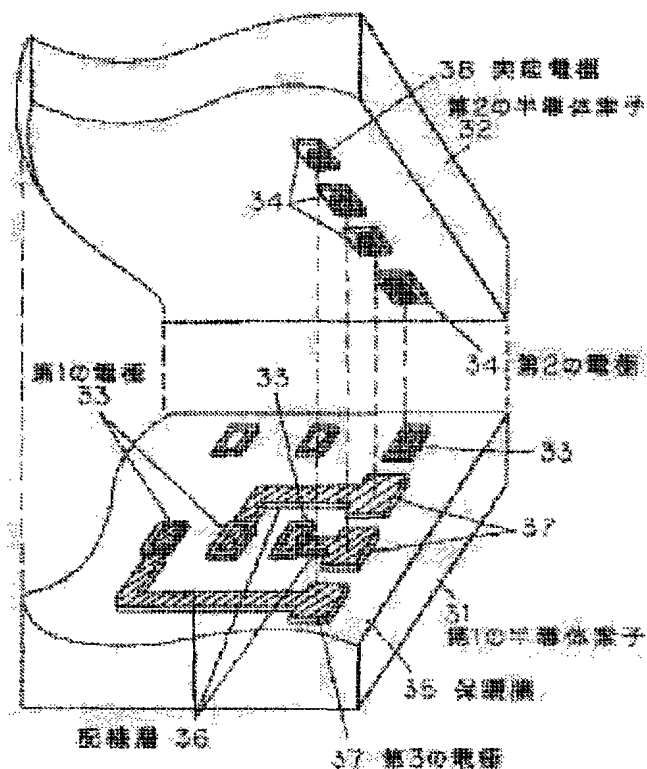 38 突起電極
第2の半導体素子
32
34
34 第2の電極
第1の電極
33
33
33
37
31
第1の半導体素子
35 保護膜
配線層 36
37 第3の電極